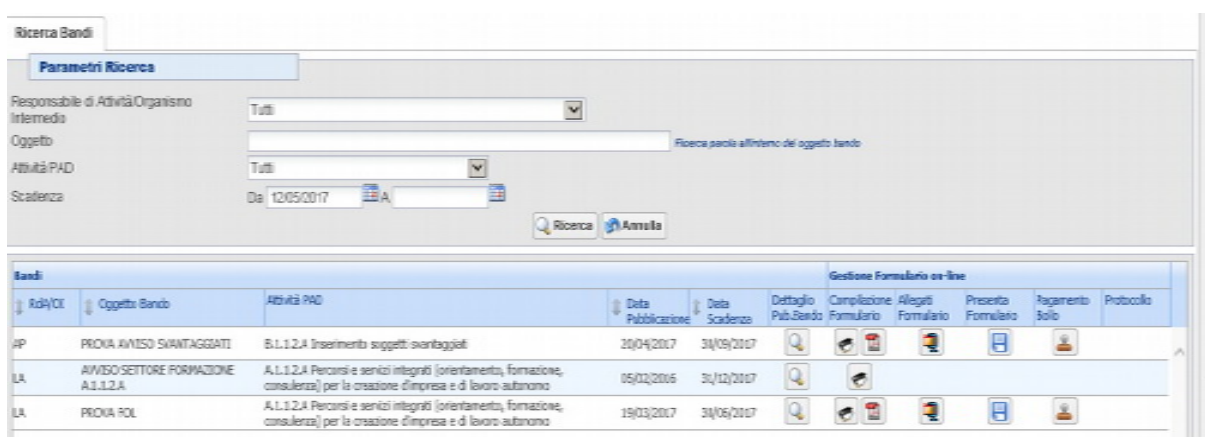 Ricerca Bandi
Parametri Ricerca
Responsabile di Attività/Organismo
Intermedio
Tutti
Oggetto
Ricerca parola all'interno del oggetto bando
Attività PAD
Tutti
Scadenza
Da 12/05/2017 A
Ricerca Annulla
Bandi Gestione Formulario on-line
RdA/OI Oggetto Bando Attività PAD Data Pubblicazione Data Scadenza Dettaglio Pub.Bando Compilazione Formulario Allegati Formulario Presenta Formulario Pagamento Bollo Protocollo
AP PROVA AVVISO SVANTAGGIATI B.1.1.2.A Inserimento soggetti svantaggiati 20/04/2017 30/09/2017
LA AVVISO SETTORE FORMAZIONE A.1.1.2.A A.1.1.2.A Percorsi e servizi integrati (orientamento, formazione,
consulenza) per la creazione d'impresa e di lavoro autonomo 05/02/2016 31/12/2017
LA PROVA FOL A.1.1.2.A Percorsi e servizi integrati (orientamento, formazione,
consulenza) per la creazione d'impresa e di lavoro autonomo 19/03/2017 30/06/2017